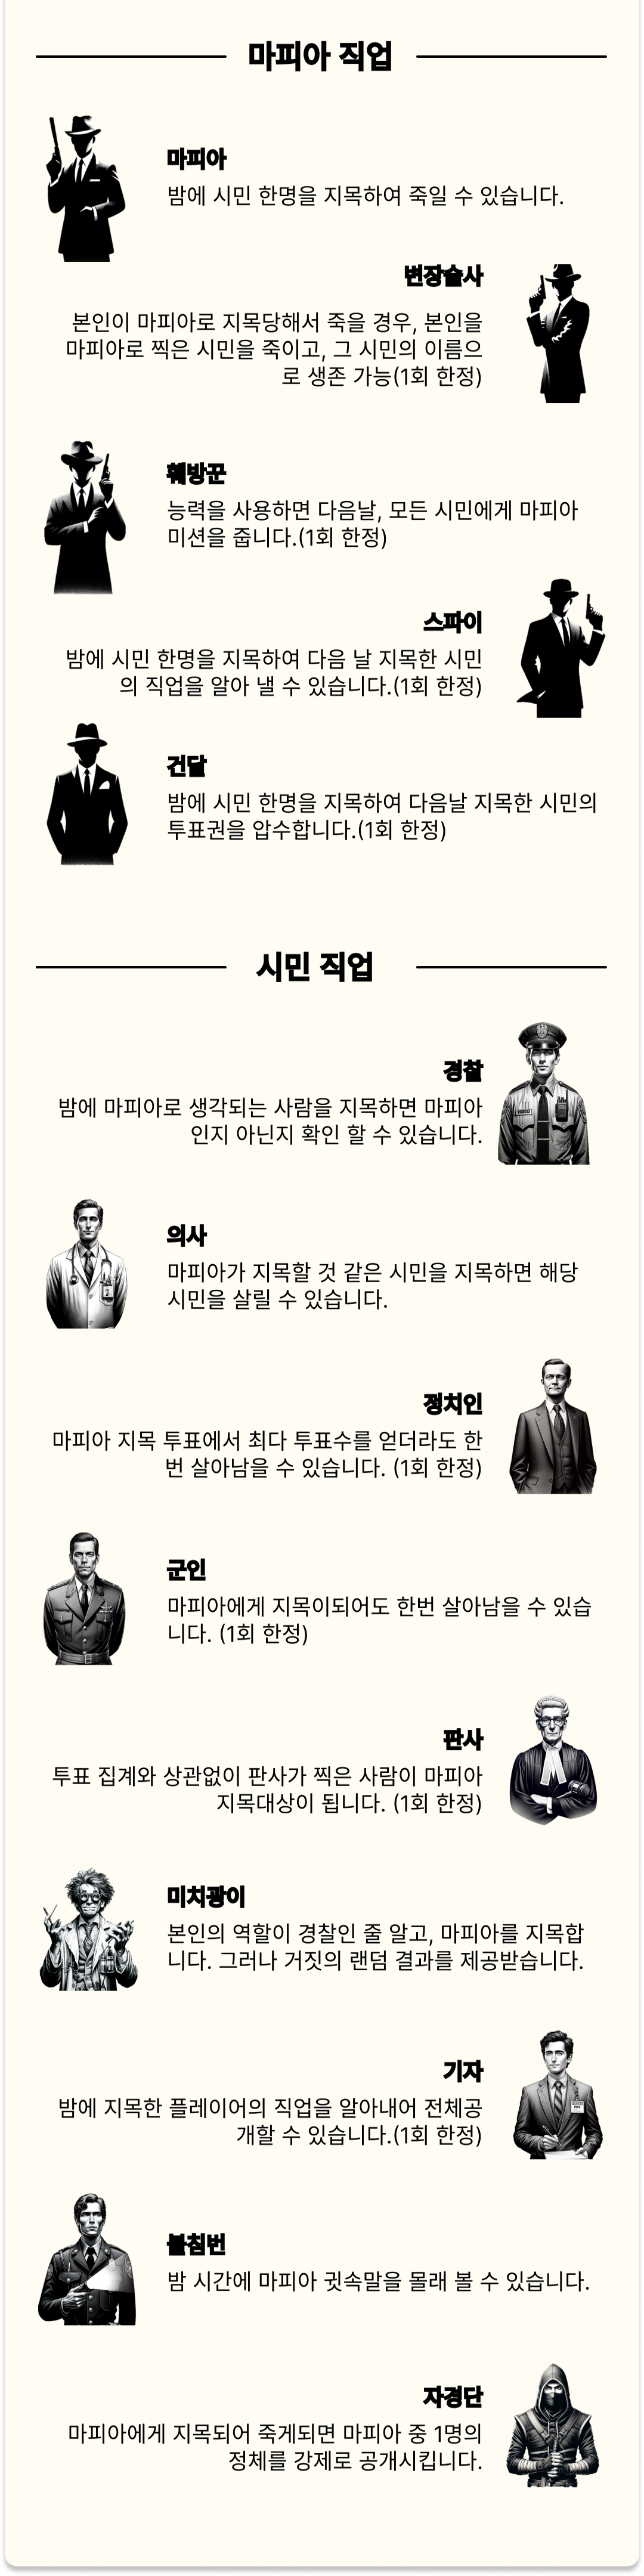 마피아 직업
마피아
밤에 시민 한명을 지목하여 죽일 수 있습니다.
변장술사
본인이 마피아로 지목당해서 죽을 경우, 본인을
마피아로 찍은 시민을 죽이고, 그 시민의 이름으
로 생존 가능(1회 한정)
훼방꾼
능력을 사용하면 다음날, 모든 시민에게 마피아
미션을 줍니다.(1회 한정)
스파이
밤에 시민 한명을 지목하여 다음 날 지목한 시민
의 직업을 알아 낼 수 있습니다.(1회 한정)
건달
밤에 시민 한명을 지목하여 다음날 지목한 시민의
투표권을 압수합니다.(1회 한정)
시민 직업
경찰
밤에 마피아로 생각되는 사람을 지목하면 마피아
인지 아닌지 확인 할 수 있습니다.
의사
마피아가 지목할 것 같은 시민을 지목하면 해당
시민을 살릴 수 있습니다.
정치인
마피아 지목 투표에서 최다 투표수를 얻더라도 한
번 살아남을 수 있습니다. (1회 한정)
군인
마피아에게 지목이되어도 한번 살아남을 수 있습
니다. (1회 한정)
판사
투표 집계와 상관없이 판사가 찍은 사람이 마피아
지목대상이 됩니다. (1회 한정)
미치광이
본인의 역할이 경찰인 줄 알고, 마피아를 지목합
니다. 그러나 거짓의 랜덤 결과를 제공받습니다.
기자
밤에 지목한 플레이어의 직업을 알아내어 전체공
개할 수 있습니다.(1회 한정)
불침번
밤 시간에 마피아 귓속말을 몰래 볼 수 있습니다.
자경단
마피아에게 지목되어 죽게되면 마피아 중 1명의
정체를 강제로 공개시킵니다.